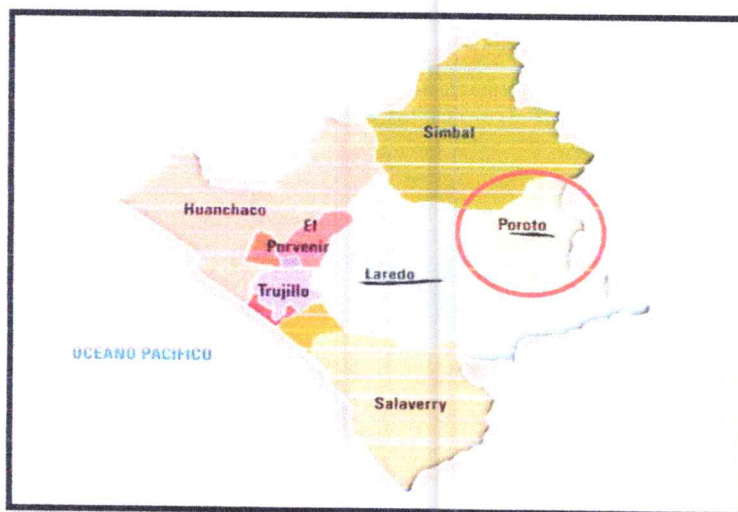 Simbal
Huanchaco
El
Porvenir
Poroto
Laredo
Trujillo
OCEANO PACIFICO
Salaverry